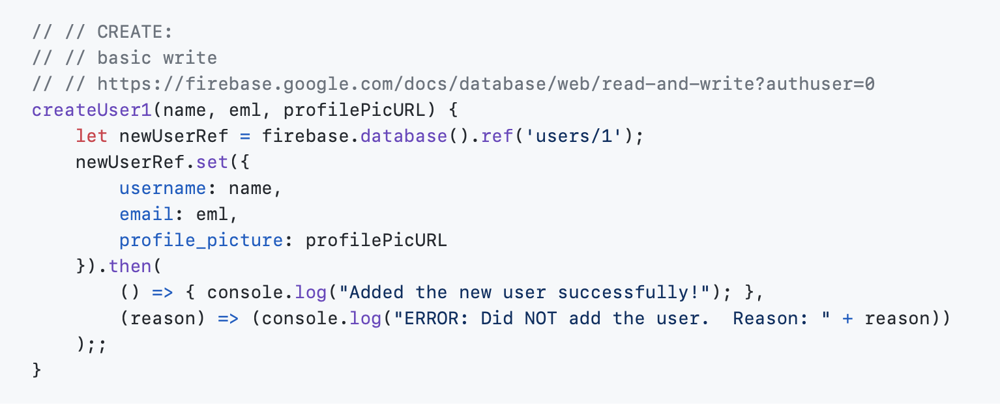 // // CREATE:
// // basic write
// // https://firebase.google.com/docs/database/web/read-and-write?authuser=0
createUser1(name, eml, profilePicURL) {
    let newUserRef = firebase.database().ref('users/1');
    newUserRef.set({
        username: name,
        email: eml,
        profile_picture: profilePicURL
    }).then(
        () => { console.log("Added the new user successfully!"); },
        (reason) => (console.log("ERROR: Did NOT add the user.  Reason: " + reason))
    );;
}